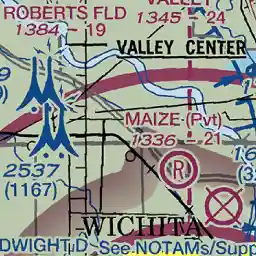 ROBERTS FLD
1384 - 19
VALLEY
1345 - 24
VALLEY CENTER
MAIZE (Pvt)
1336 - 21
R
2537
(1167)
WICHITA
DWIGHT D
See NOTAMs/Supp